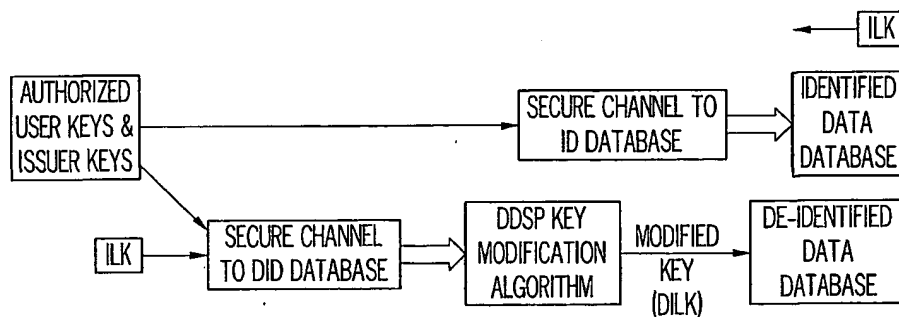 ILK
AUTHORIZED
USER KEYS &
ISSUER KEYS
SECURE CHANNEL TO
ID DATABASE
IDENTIFIED
DATA
DATABASE
ILK
SECURE CHANNEL
TO DID DATABASE
DDSP KEY
MODIFICATION
ALGORITHM
MODIFIED
KEY
(DILK)
DE-IDENTIFIED
DATA
DATABASE